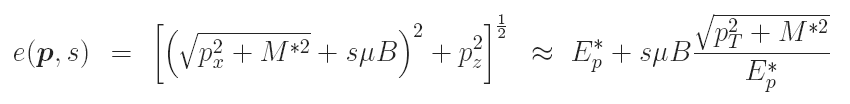 e(p, s) = [(√(p_x^2 + M^{*2}) + sμB)^2 + p_z^2]^{1/2} ≈ E_p^* + sμB √(p_T^2 + M^{*2}) / E_p^*